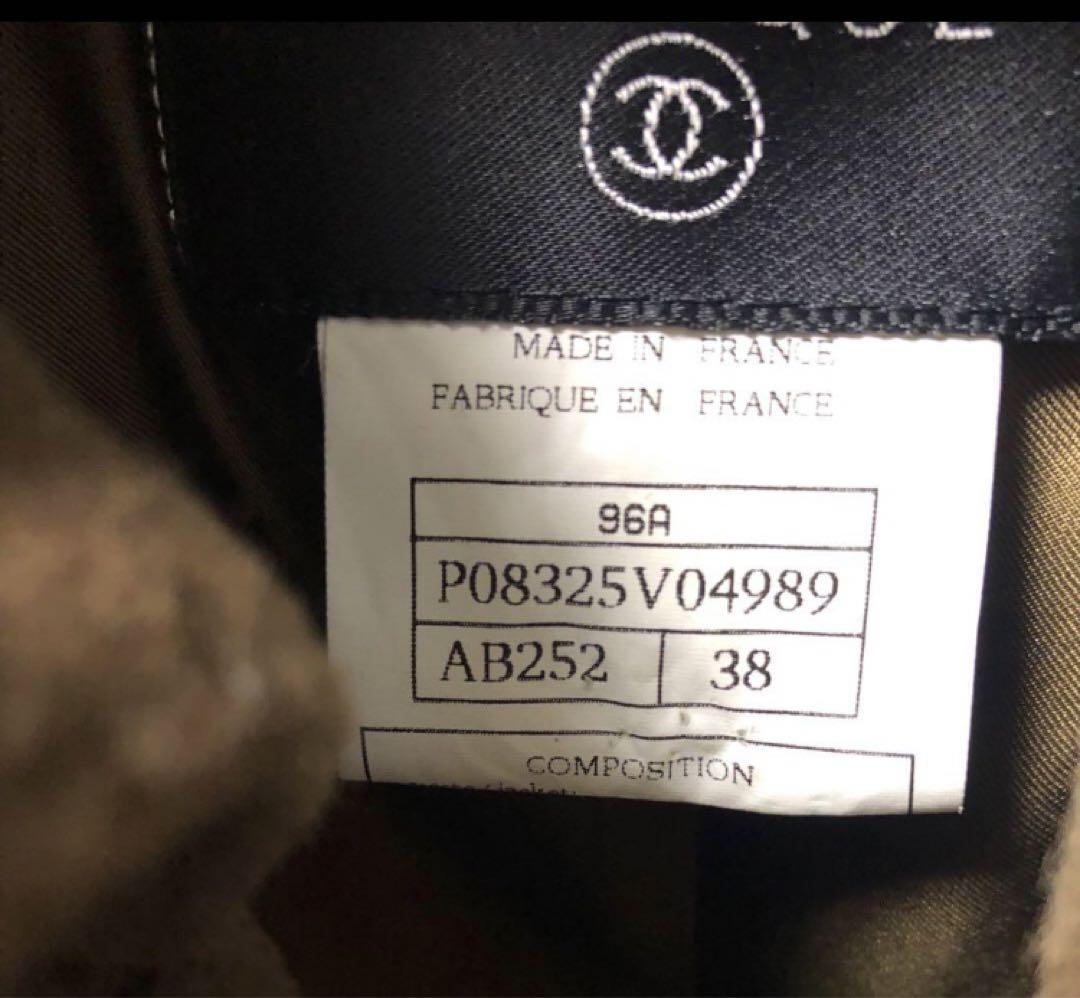 MADE IN FRANCE
FABRIQUE EN FRANCE
96A
P08325V04989
AB252 38
COMPOSITION